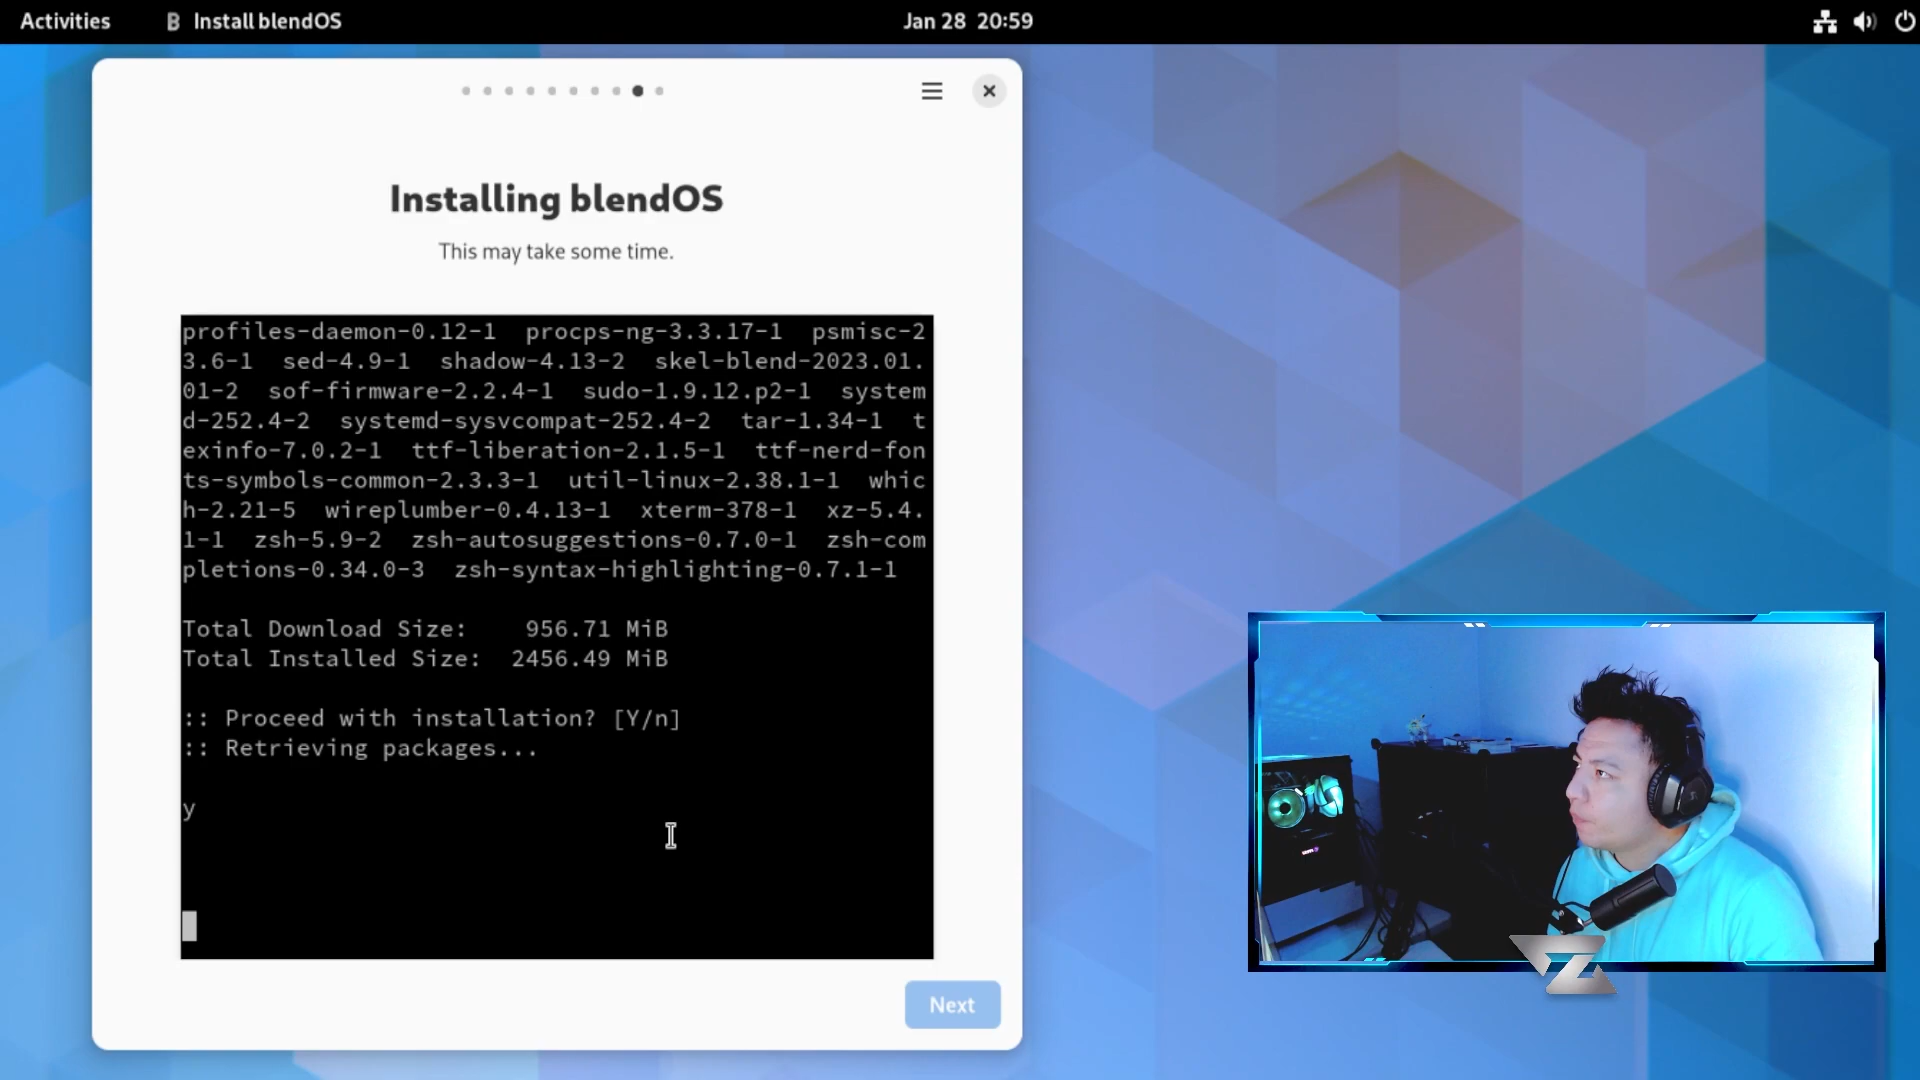 Activities Install blendOS Jan 28 20:59
Installing blendOS
This may take some time.
profiles-daemon-0.12-1 procps-ng-3.3.17-1 psmisc-2
3.6-1 sed-4.9-1 shadow-4.13-2 skel-blend-2023.01.
01-2 sof-firmware-2.2.4-1 sudo-1.9.12.p2-1 system
d-252.4-2 systemd-sysvcompat-252.4-2 tar-1.34-1 t
exinfo-7.0.2-1 ttf-liberation-2.1.5-1 ttf-nerd-fon
ts-symbols-common-2.3.3-1 util-linux-2.38.1-1 whic
h-2.21-5 wireplumber-0.4.13-1 xterm-378-1 xz-5.4.
1-1 zsh-5.9-2 zsh-autosuggestions-0.7.0-1 zsh-com
pletions-0.34.0-3 zsh-syntax-highlighting-0.7.1-1
Total Download Size: 956.71 MiB
Total Installed Size: 2456.49 MiB
:: Proceed with installation? [Y/n]
:: Retrieving packages...
y
Next